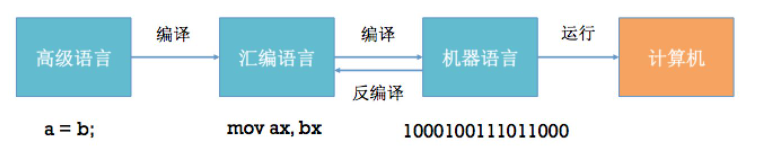 编译
编译
运行
高级语言
汇编语言
机器语言
计算机
反编译
a = b;
mov ax, bx
1000100111011000